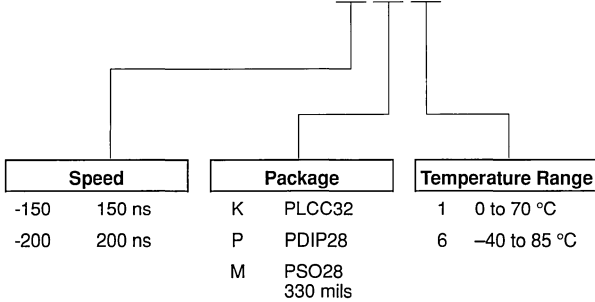 Speed Package Temperature Range
-150 150 ns K PLCC32 1 0 to 70 °C
-200 200 ns P PDIP28 6 –40 to 85 °C
M PSO28
330 mils